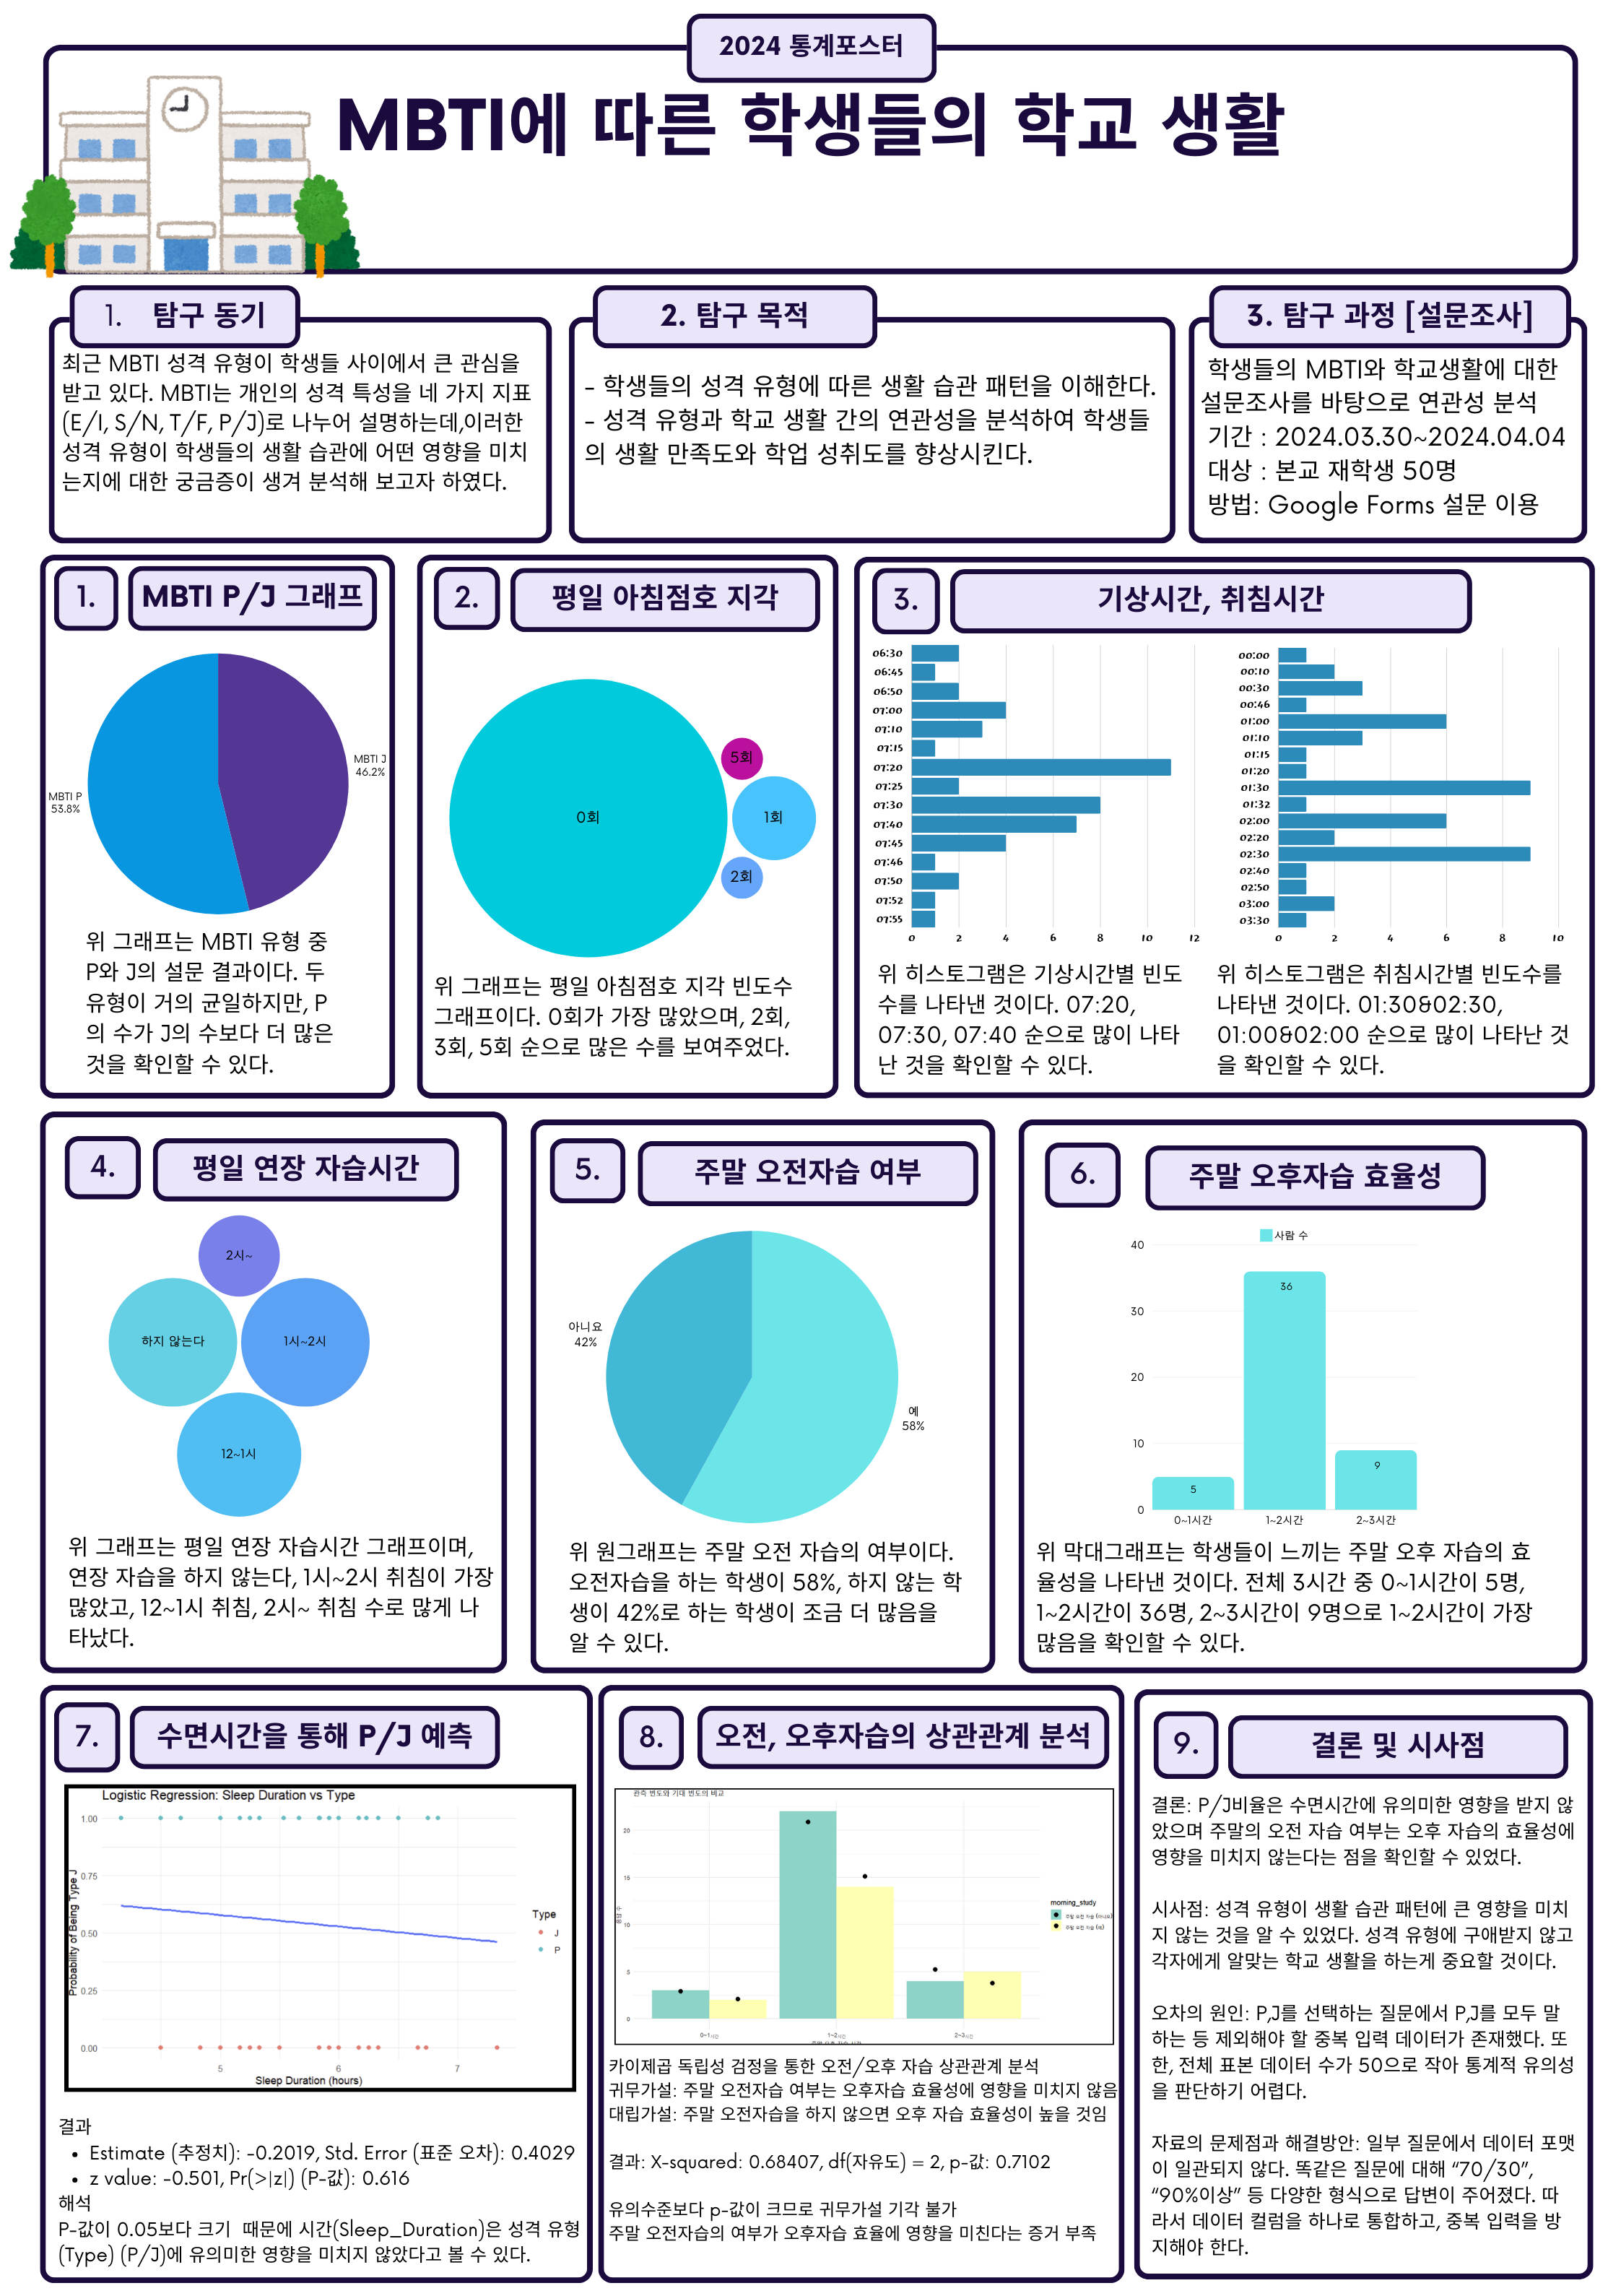 2024 통계포스터
MBTI에 따른 학생들의 학교 생활
1. 탐구 동기
최근 MBTI 성격 유형이 학생들 사이에서 큰 관심을
받고 있다. MBTI는 개인의 성격 특성을 네 가지 지표
(E/I, S/N, T/F, P/J)로 나누어 설명하는데,이러한
성격 유형이 학생들의 생활 습관에 어떤 영향을 미치
는지에 대한 궁금증이 생겨 분석해 보고자 하였다.
2. 탐구 목적
- 학생들의 성격 유형에 따른 생활 습관 패턴을 이해한다.
- 성격 유형과 학교 생활 간의 연관성을 분석하여 학생들
의 생활 만족도와 학업 성취도를 향상시킨다.
3. 탐구 과정 [설문조사]
학생들의 MBTI와 학교생활에 대한
설문조사를 바탕으로 연관성 분석
기간 : 2024.03.30~2024.04.04
대상 : 본교 재학생 50명
방법: Google Forms 설문 이용
1. MBTI P/J 그래프
MBTI J
46.2%
MBTI P
53.8%
위 그래프는 MBTI 유형 중
P와 J의 설문 결과이다. 두
유형이 거의 균일하지만, P
의 수가 J의 수보다 더 많은
것을 확인할 수 있다.
2. 평일 아침점호 지각
5회
0회
1회
2회
위 그래프는 평일 아침점호 지각 빈도수
그래프이다. 0회가 가장 많았으며, 2회,
3회, 5회 순으로 많은 수를 보여주었다.
3. 기상시간, 취침시간
06:30
06:45
06:50
07:00
07:10
07:15
07:20
07:25
07:30
07:40
07:45
07:46
07:50
07:52
07:55
0 2 4 6 8 10 12
00:00
00:10
00:30
00:46
01:00
01:10
01:15
01:20
01:30
01:32
02:00
02:20
02:30
02:40
02:50
03:00
03:30
0 2 4 6 8 10
위 히스토그램은 기상시간별 빈도
수를 나타낸 것이다. 07:20,
07:30, 07:40 순으로 많이 나타
난 것을 확인할 수 있다.
위 히스토그램은 취침시간별 빈도수를
나타낸 것이다. 01:30&02:30,
01:00&02:00 순으로 많이 나타난 것
을 확인할 수 있다.
4. 평일 연장 자습시간
2시~
하지 않는다
1시~2시
12~1시
위 그래프는 평일 연장 자습시간 그래프이며,
연장 자습을 하지 않는다, 1시~2시 취침이 가장
많았고, 12~1시 취침, 2시~ 취침 수로 많게 나
타났다.
5. 주말 오전자습 여부
아니요
42%
예
58%
위 원그래프는 주말 오전 자습의 여부이다.
오전자습을 하는 학생이 58%, 하지 않는 학
생이 42%로 하는 학생이 조금 더 많음을
알 수 있다.
6. 주말 오후자습 효율성
사람 수
40
30
20
10
0
36
5
9
0~1시간 1~2시간 2~3시간
위 막대그래프는 학생들이 느끼는 주말 오후 자습의 효
율성을 나타낸 것이다. 전체 3시간 중 0~1시간이 5명,
1~2시간이 36명, 2~3시간이 9명으로 1~2시간이 가장
많음을 확인할 수 있다.
7. 수면시간을 통해 P/J 예측
Logistic Regression: Sleep Duration vs Type
Probability of Being Type J
1.00
0.75
0.50
0.25
0.00
5 6 7
Sleep Duration (hours)
Type
J
P
결과
• Estimate (추정치): -0.2019, Std. Error (표준 오차): 0.4029
• z value: -0.501, Pr(>|z|) (P-값): 0.616
해석
P-값이 0.05보다 크기 때문에 시간(Sleep_Duration)은 성격 유형
(Type) (P/J)에 유의미한 영향을 미치지 않았다고 볼 수 있다.
8. 오전, 오후자습의 상관관계 분석
관측 빈도와 기대 빈도의 비교
20
15
10
5
0
0~1시간 1~2시간 2~3시간
morning_study
주말 오전 자습 (아니요)
주말 오전 자습 (예)
카이제곱 독립성 검정을 통한 오전/오후 자습 상관관계 분석
귀무가설: 주말 오전자습 여부는 오후자습 효율성에 영향을 미치지 않음
대립가설: 주말 오전자습을 하지 않으면 오후 자습 효율성이 높을 것임
결과: X-squared: 0.68407, df(자유도) = 2, p-값: 0.7102
유의수준보다 p-값이 크므로 귀무가설 기각 불가
주말 오전자습의 여부가 오후자습 효율에 영향을 미친다는 증거 부족
9. 결론 및 시사점
결론: P/J비율은 수면시간에 유의미한 영향을 받지 않
았으며 주말의 오전 자습 여부는 오후 자습의 효율성에
영향을 미치지 않는다는 점을 확인할 수 있었다.
시사점: 성격 유형이 생활 습관 패턴에 큰 영향을 미치
지 않는 것을 알 수 있었다. 성격 유형에 구애받지 않고
각자에게 알맞는 학교 생활을 하는게 중요할 것이다.
오차의 원인: P,J를 선택하는 질문에서 P,J를 모두 말
하는 등 제외해야 할 중복 입력 데이터가 존재했다. 또
한, 전체 표본 데이터 수가 50으로 작아 통계적 유의성
을 판단하기 어렵다.
자료의 문제점과 해결방안: 일부 질문에서 데이터 포맷
이 일관되지 않다. 똑같은 질문에 대해 “70/30”,
“90%이상” 등 다양한 형식으로 답변이 주어졌다. 따
라서 데이터 컬럼을 하나로 통합하고, 중복 입력을 방
지해야 한다.